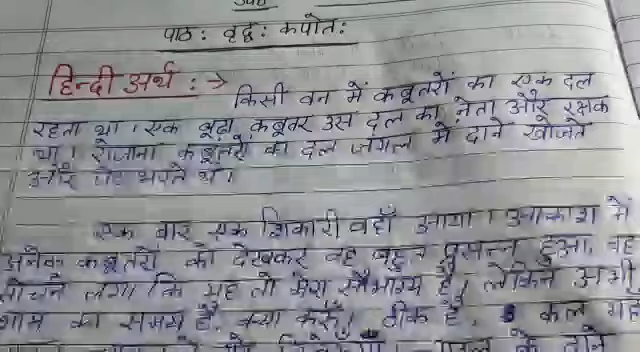 पाठ: वृद्ध: कपोत:
हिन्दी अर्थ : →
किसी वन में कबूतरों का एक दल
रहता था। एक बूढ़ा कबूतर उस दल का नेता और रक्षक
था। रोजाना कबूतरों का दल जंगल में दाने खोजते
और पेट भरते थे।
एक बार एक शिकारी वहाँ आया। आकाश में
अनेक कबूतरों को देखकर वह बहुत प्रसन्न हुआ, वह
सोचने लगा कि यह तो मेरा सौभाग्य है, लेकिन अभी
शाम का समय है, क्या करूँ। ठीक है, कल यहाँ
के दाने